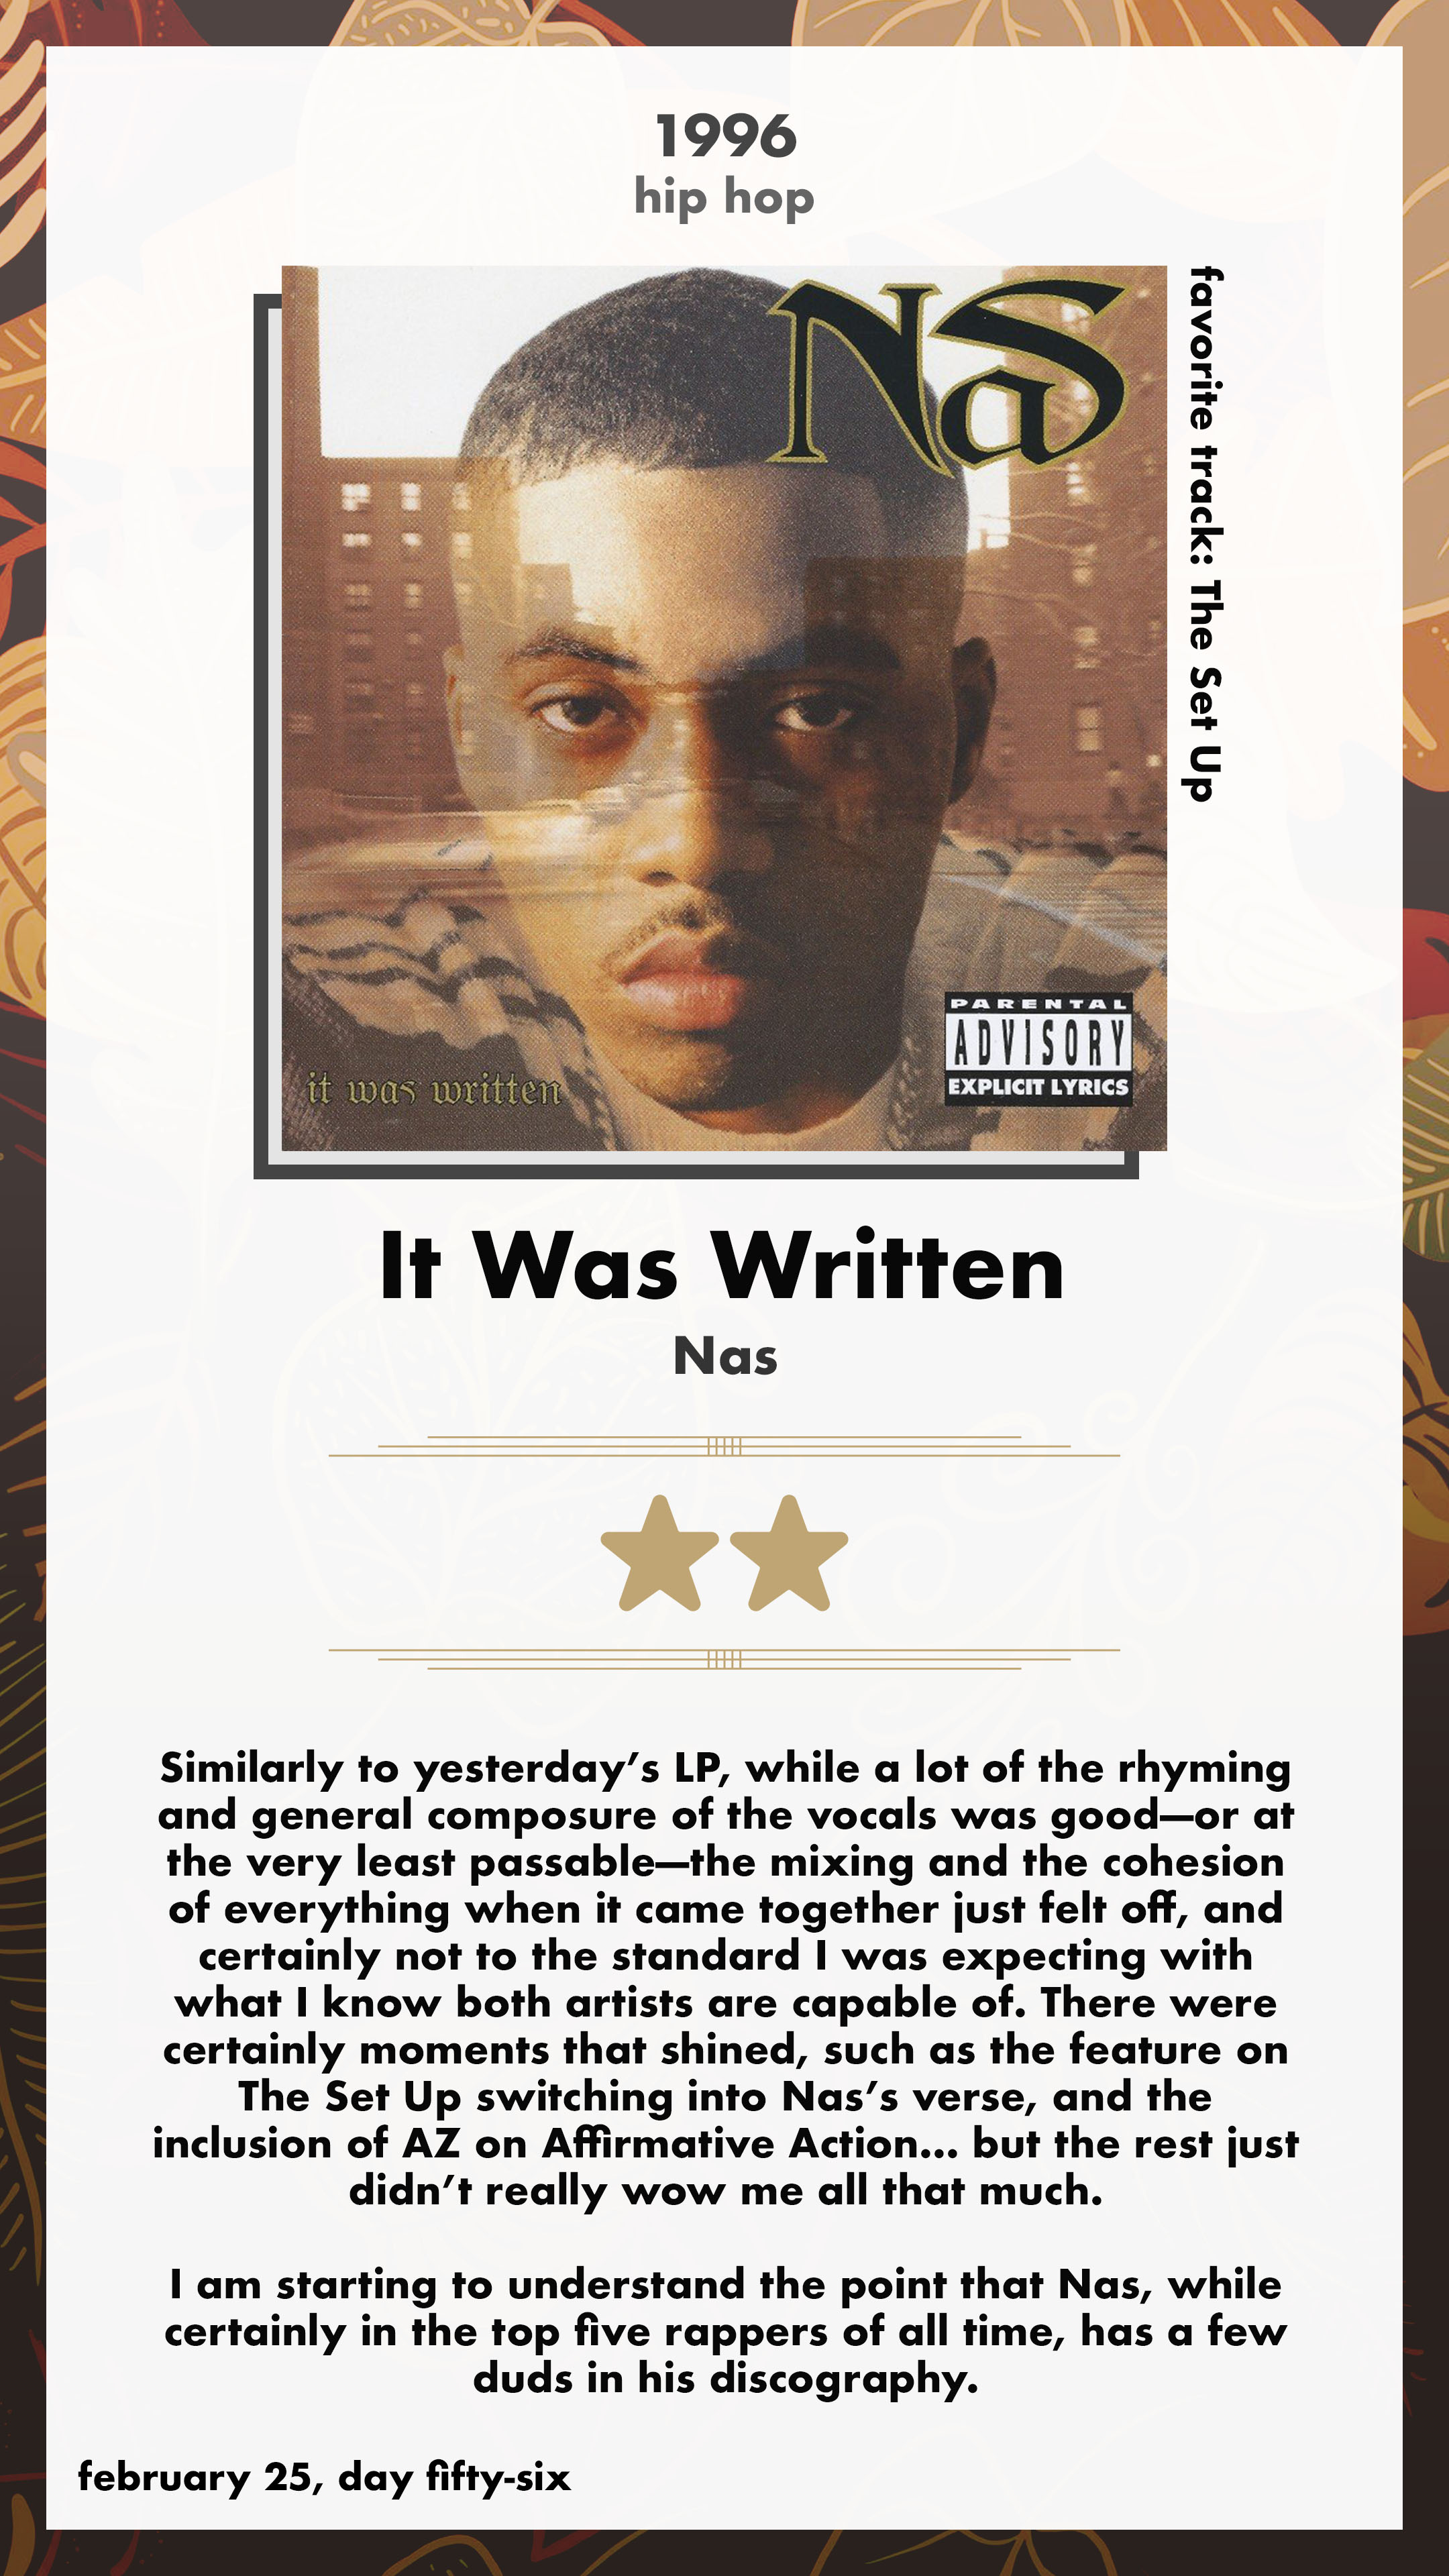 1996
hip hop
Nas
favorite track: The Set Up
it was written
PARENTAL
ADVISORY
EXPLICIT LYRICS
It Was Written
Nas
Similarly to yesterday’s LP, while a lot of the rhyming
and general composure of the vocals was good—or at
the very least passable—the mixing and the cohesion
of everything when it came together just felt off, and
certainly not to the standard I was expecting with
what I know both artists are capable of. There were
certainly moments that shined, such as the feature on
The Set Up switching into Nas’s verse, and the
inclusion of AZ on Affirmative Action... but the rest just
didn’t really wow me all that much.
I am starting to understand the point that Nas, while
certainly in the top five rappers of all time, has a few
duds in his discography.
february 25, day fifty-six